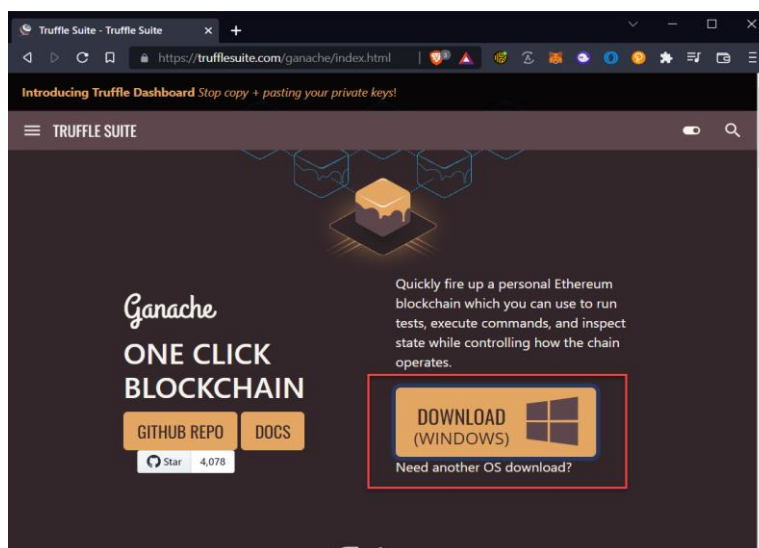 Truffle Suite - Truffle Suite
https://trufflesuite.com/ganache/index.html
Introducing Truffle Dashboard Stop copy + pasting your private keys!
TRUFFLE SUITE
Ganache
ONE CLICK
BLOCKCHAIN
GITHUB REPO DOCS
Star 4,078
Quickly fire up a personal Ethereum
blockchain which you can use to run
tests, execute commands, and inspect
state while controlling how the chain
operates.
DOWNLOAD
(WINDOWS)
Need another OS download?